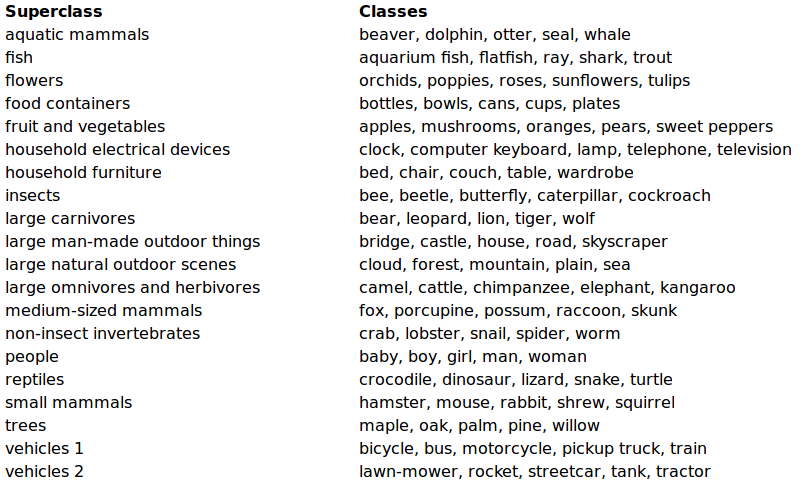 Superclass Classes
aquatic mammals beaver, dolphin, otter, seal, whale
fish aquarium fish, flatfish, ray, shark, trout
flowers orchids, poppies, roses, sunflowers, tulips
food containers bottles, bowls, cans, cups, plates
fruit and vegetables apples, mushrooms, oranges, pears, sweet peppers
household electrical devices clock, computer keyboard, lamp, telephone, television
household furniture bed, chair, couch, table, wardrobe
insects bee, beetle, butterfly, caterpillar, cockroach
large carnivores bear, leopard, lion, tiger, wolf
large man-made outdoor things bridge, castle, house, road, skyscraper
large natural outdoor scenes cloud, forest, mountain, plain, sea
large omnivores and herbivores camel, cattle, chimpanzee, elephant, kangaroo
medium-sized mammals fox, porcupine, possum, raccoon, skunk
non-insect invertebrates crab, lobster, snail, spider, worm
people baby, boy, girl, man, woman
reptiles crocodile, dinosaur, lizard, snake, turtle
small mammals hamster, mouse, rabbit, shrew, squirrel
trees maple, oak, palm, pine, willow
vehicles 1 bicycle, bus, motorcycle, pickup truck, train
vehicles 2 lawn-mower, rocket, streetcar, tank, tractor